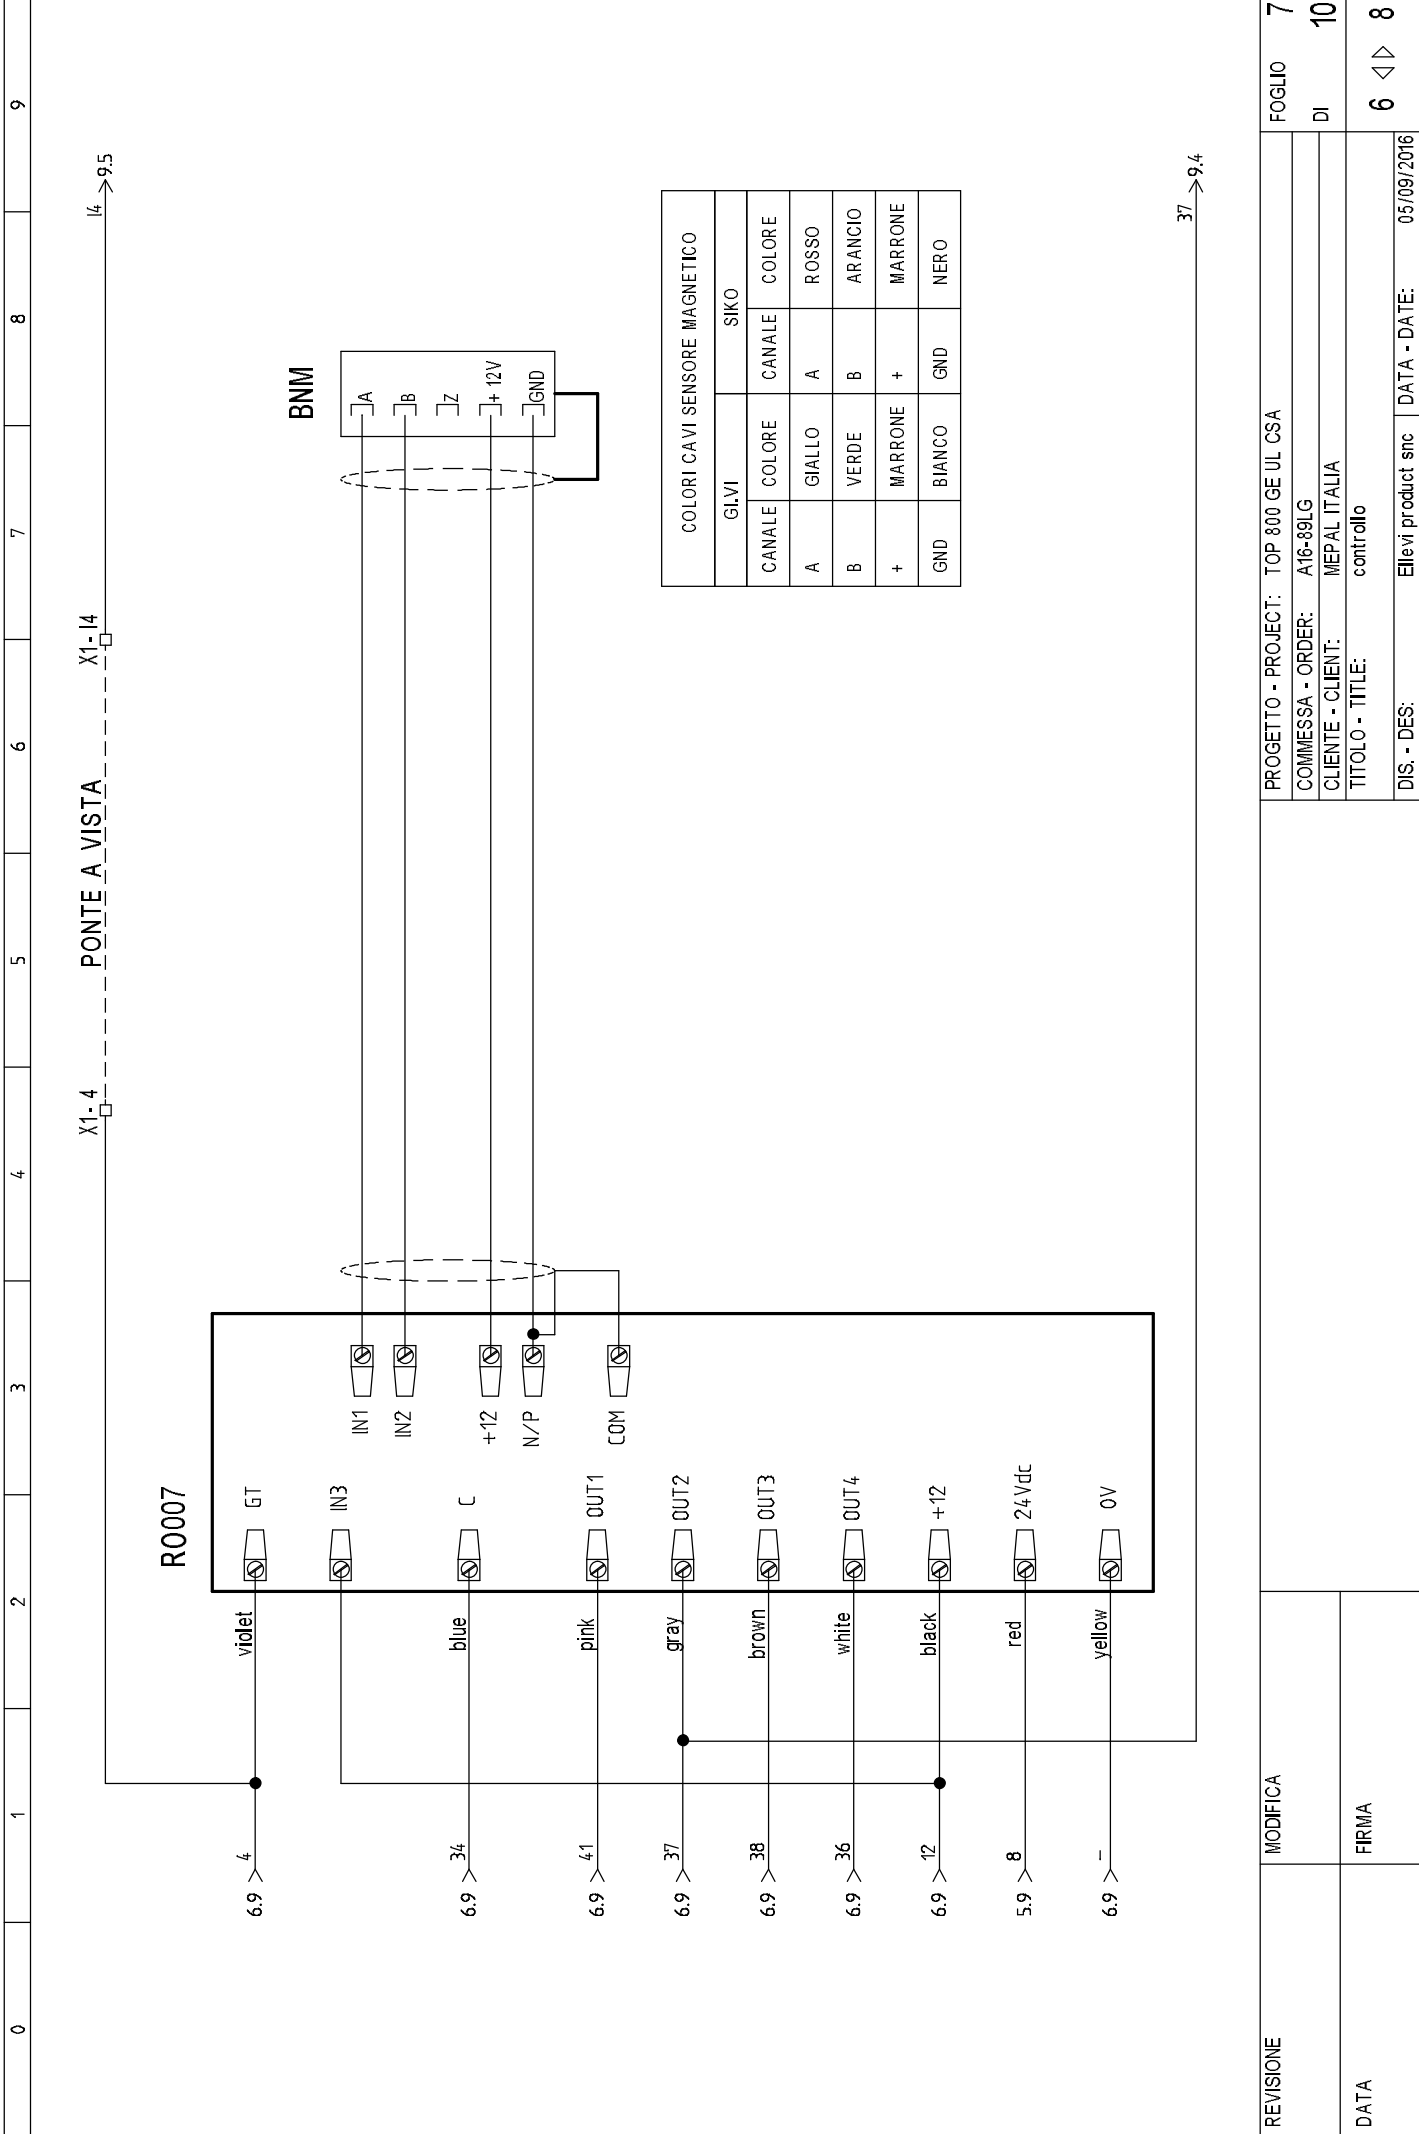 0 1 2 3 4 5 6 7 8 9
X1-4 PONTE A VISTA X1-I4 I4 9.5
RO007
BNM
6.9 4 violet GT
IN3
6.9 34 blue C
6.9 41 pink OUT1
6.9 37 gray OUT2
6.9 38 brown OUT3
6.9 36 white OUT4
6.9 12 black +12
5.9 8 red 24Vdc
6.9 – yellow 0V
IN1
IN2
+12
N/P
COM
A
B
Z
+ 12V
GND
COLORI CAVI SENSORE MAGNETICO
GI.VI SIKO
CANALE COLORE CANALE COLORE
A GIALLO A ROSSO
B VERDE B ARANCIO
+ MARRONE + MARRONE
GND BIANCO GND NERO
37 9.4
REVISIONE MODIFICA
DATA FIRMA
PROGETTO - PROJECT: TOP 800 GE UL CSA
COMMESSA - ORDER: A16-89LG
CLIENTE - CLIENT: MEPAL ITALIA
TITOLO - TITLE: controllo
DIS. - DES: Ellevi product snc DATA - DATE: 05/09/2016
FOGLIO 7
DI 10
6 8